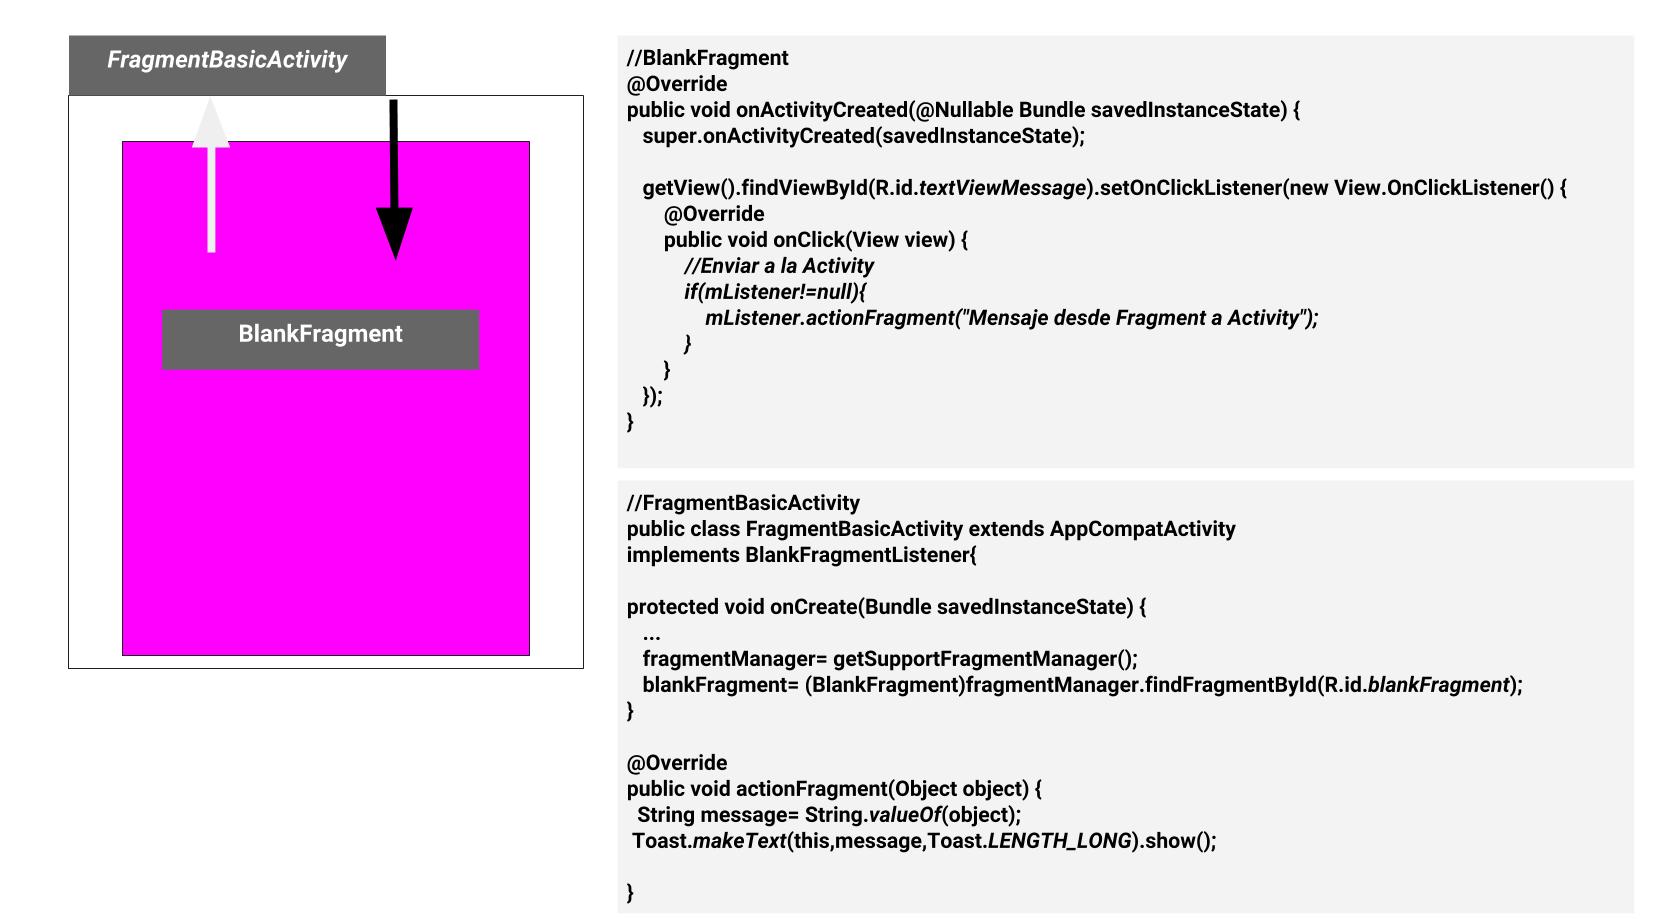 FragmentBasicActivity
BlankFragment
//BlankFragment
@Override
public void onActivityCreated(@Nullable Bundle savedInstanceState) {
super.onActivityCreated(savedInstanceState);
getView().findViewById(R.id.textViewMessage).setOnClickListener(new View.OnClickListener() {
@Override
public void onClick(View view) {
//Enviar a la Activity
if(mListener!=null){
mListener.actionFragment("Mensaje desde Fragment a Activity");
}
}
});
}
//FragmentBasicActivity
public class FragmentBasicActivity extends AppCompatActivity
implements BlankFragmentListener{
protected void onCreate(Bundle savedInstanceState) {
...
fragmentManager= getSupportFragmentManager();
blankFragment= (BlankFragment)fragmentManager.findFragmentById(R.id.blankFragment);
}
@Override
public void actionFragment(Object object) {
String message= String.valueOf(object);
Toast.makeText(this,message,Toast.LENGTH_LONG).show();
}